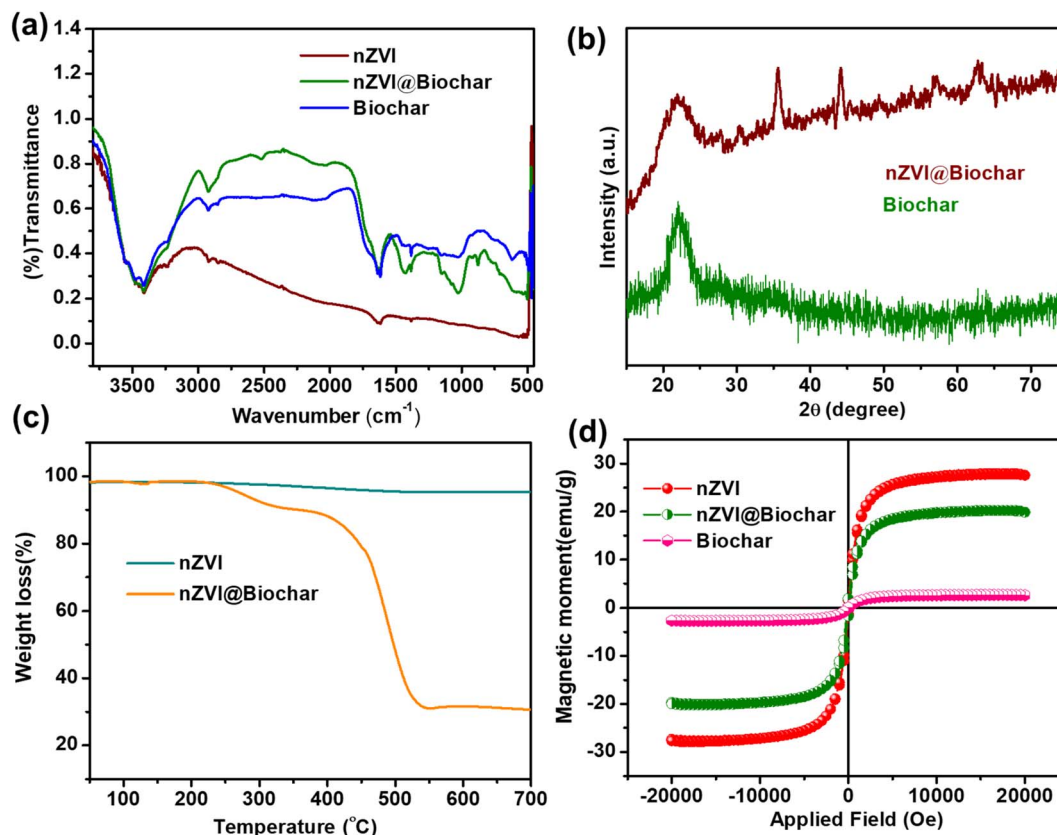 (a)
nZVI
nZVI@Biochar
Biochar
(%)Transmittance
1.4
1.2
1.0
0.8
0.6
0.4
0.2
0.0
3500 3000 2500 2000 1500 1000 500
Wavenumber (cm-1)
(b)
nZVI@Biochar
Biochar
Intensity (a.u.)
15 20 30 40 50 60 70
2θ (degree)
(c)
nZVI
nZVI@Biochar
Weight loss(%)
100
80
60
40
20
100 200 300 400 500 600 700
Temperature (°C)
(d)
nZVI
nZVI@Biochar
Biochar
Magnetic moment(emu/g)
30
20
10
0
-10
-20
-30
-20000 -10000 0 10000 20000
Applied Field (Oe)